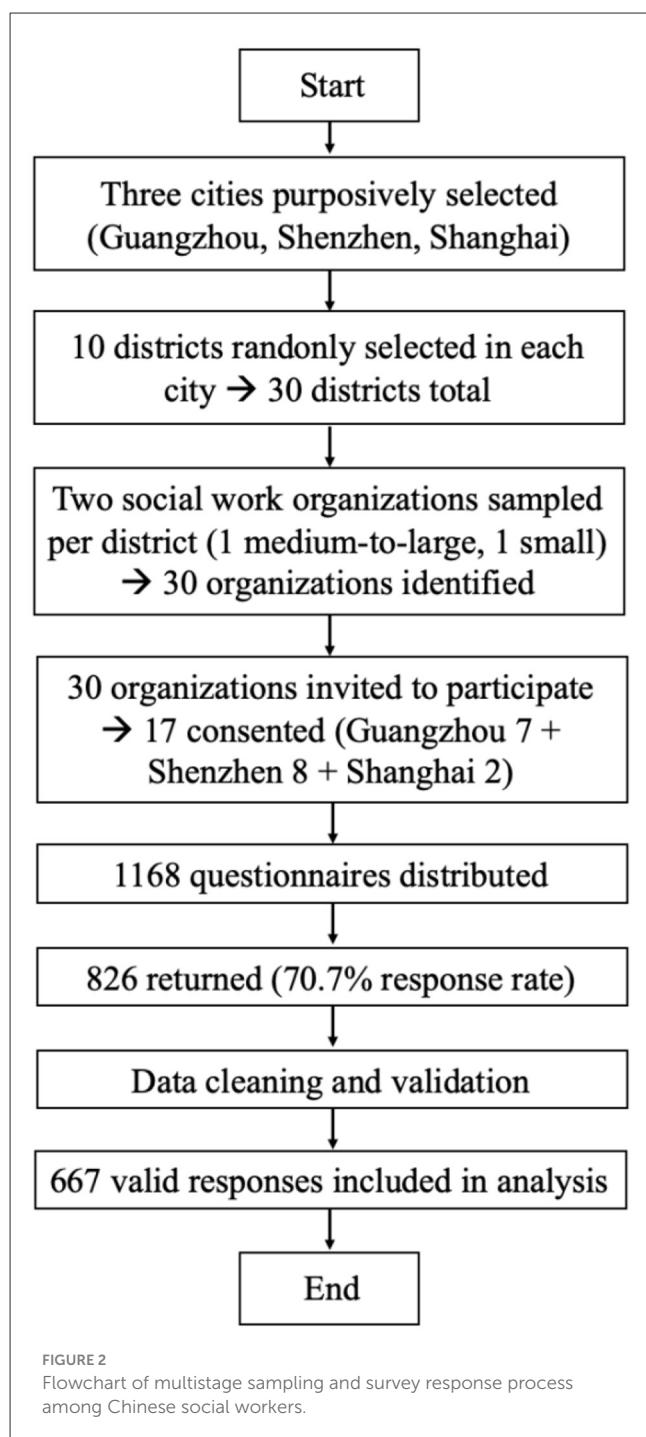 Start
Three cities purposively selected
(Guangzhou, Shenzhen, Shanghai)
10 districts randonly selected in each
city → 30 districts total
Two social work organizations sampled
per district (1 medium-to-large, 1 small)
→ 30 organizations identified
30 organizations invited to participate
→ 17 consented (Guangzhou 7 +
Shenzhen 8 + Shanghai 2)
1168 questionnaires distributed
826 returned (70.7% response rate)
Data cleaning and validation
667 valid responses included in analysis
End
FIGURE 2
Flowchart of multistage sampling and survey response process
among Chinese social workers.